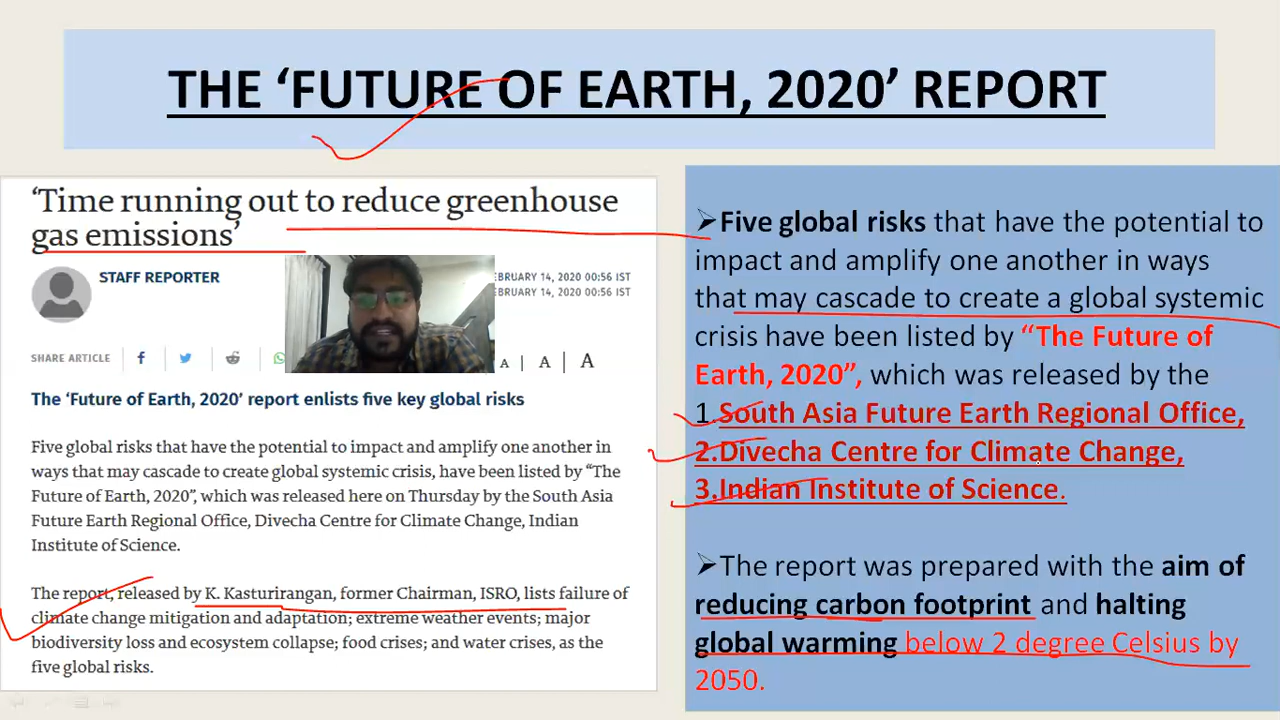 THE ‘FUTURE OF EARTH, 2020’ REPORT
‘Time running out to reduce greenhouse
gas emissions’
STAFF REPORTER
EBRUARY 14, 2020 00:56 IST
EBRUARY 14, 2020 00:56 IST
SHARE ARTICLE
A | A | A
The ‘Future of Earth, 2020’ report enlists five key global risks
Five global risks that have the potential to impact and amplify one another in
ways that may cascade to create global systemic crisis, have been listed by “The
Future of Earth, 2020”, which was released here on Thursday by the South Asia
Future Earth Regional Office, Divecha Centre for Climate Change, Indian
Institute of Science.
The report, released by K. Kasturirangan, former Chairman, ISRO, lists failure of
climate change mitigation and adaptation; extreme weather events; major
biodiversity loss and ecosystem collapse; food crises; and water crises, as the
five global risks.
➢Five global risks that have the potential to
impact and amplify one another in ways
that may cascade to create a global systemic
crisis have been listed by “The Future of
Earth, 2020”, which was released by the
1.South Asia Future Earth Regional Office,
2.Divecha Centre for Climate Change,
3.Indian Institute of Science.
➢The report was prepared with the aim of
reducing carbon footprint and halting
global warming below 2 degree Celsius by
2050.